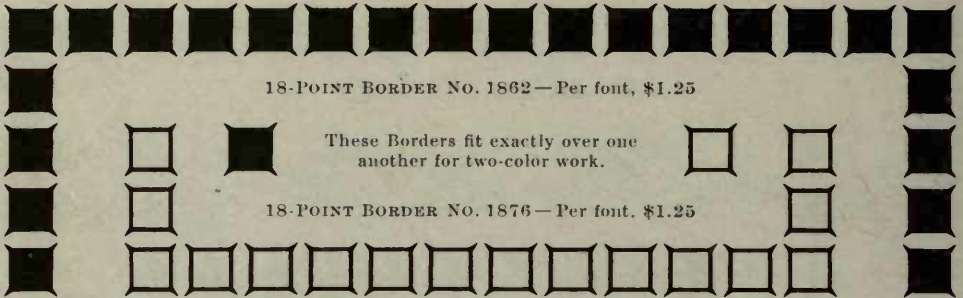 18-POINT BORDER NO. 1862—Per font, $1.25
These Borders fit exactly over one
another for two-color work.
18-POINT BORDER NO. 1876—Per font. $1.25